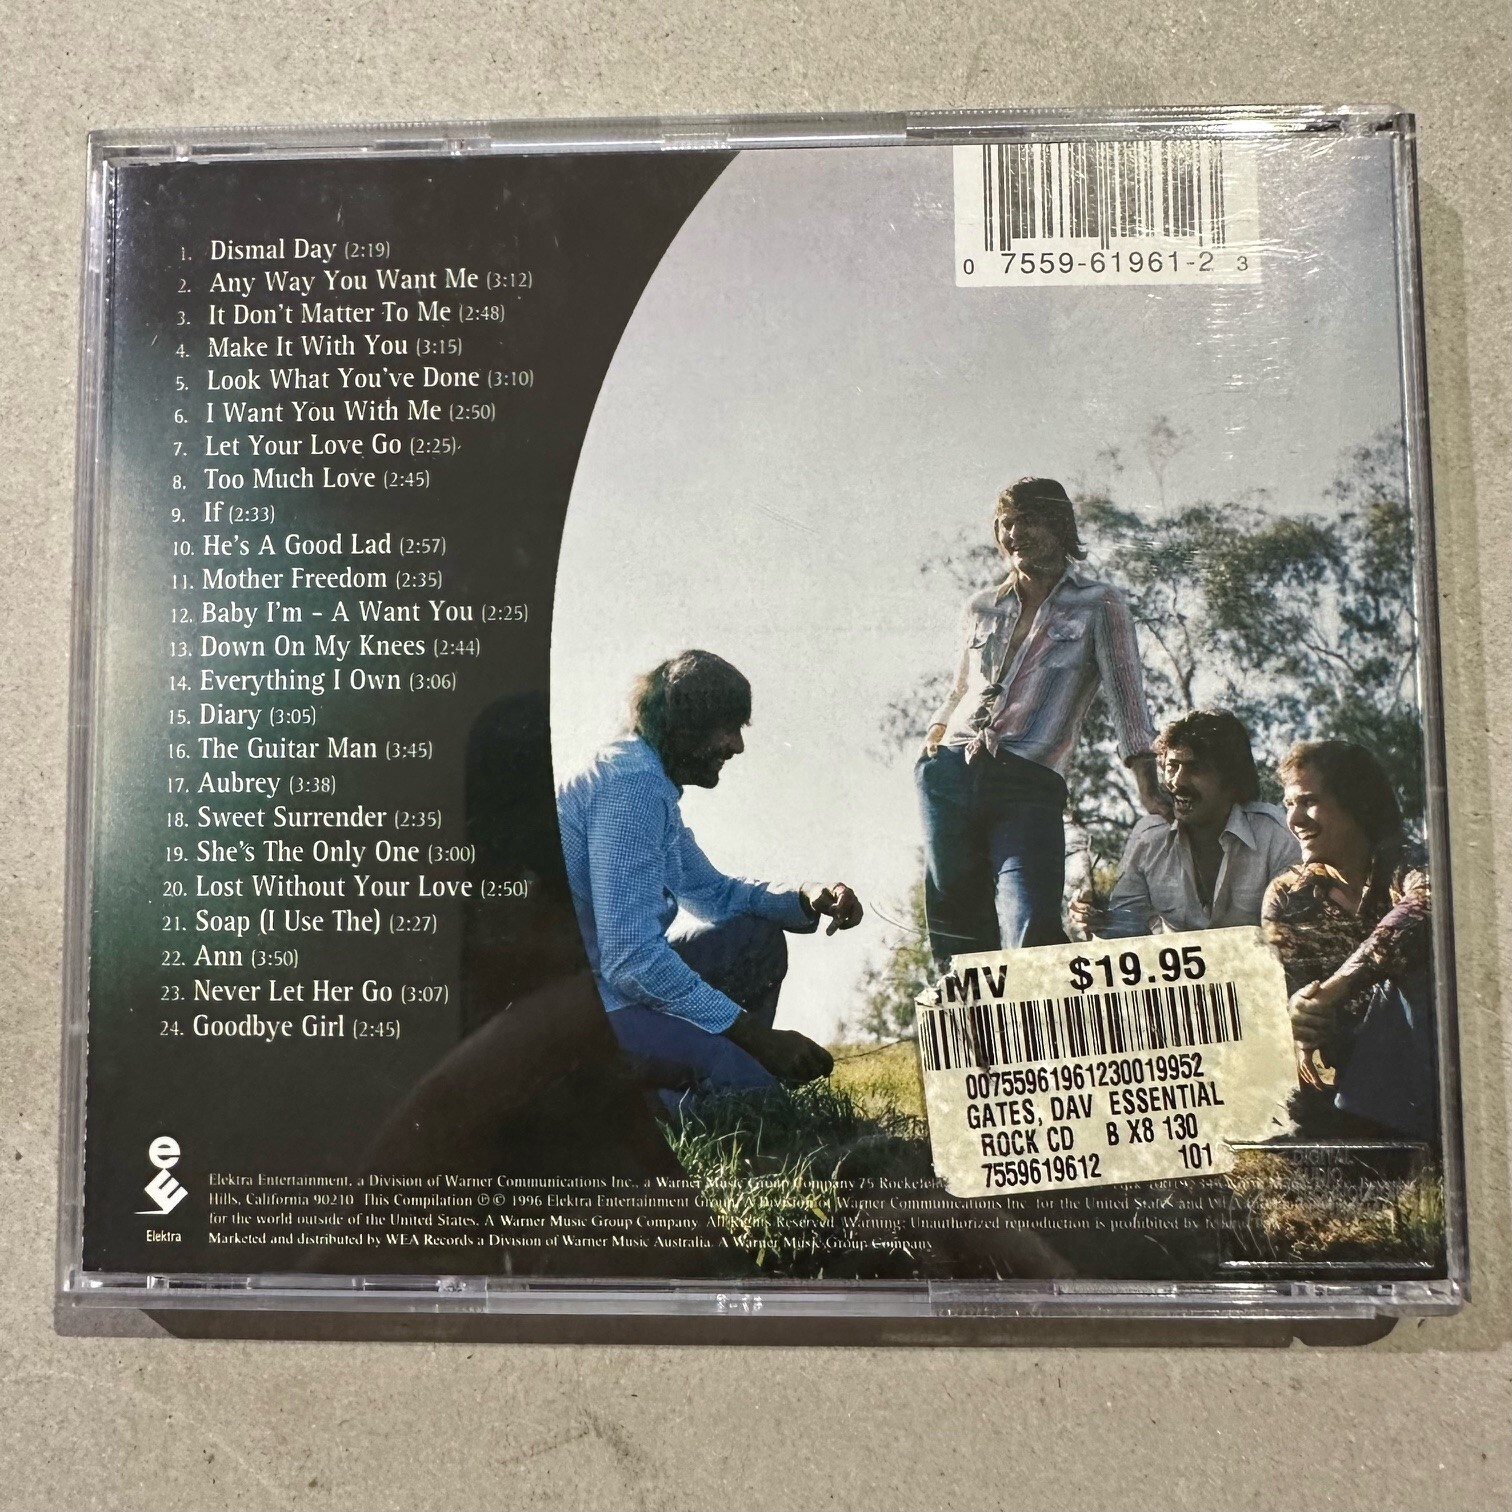 1. Dismal Day (2:19)
2. Any Way You Want Me (3:12)
3. It Don't Matter To Me (2:48)
4. Make It With You (3:15)
5. Look What You've Done (3:10)
6. I Want You With Me (2:50)
7. Let Your Love Go (2:25)
8. Too Much Love (2:45)
9. If (2:33)
10. He's A Good Lad (2:57)
11. Mother Freedom (2:35)
12. Baby I'm - A Want You (2:25)
13. Down On My Knees (2:44)
14. Everything I Own (3:06)
15. Diary (3:05)
16. The Guitar Man (3:45)
17. Aubrey (3:38)
18. Sweet Surrender (2:35)
19. She's The Only One (3:00)
20. Lost Without Your Love (2:50)
21. Soap (I Use The) (2:27)
22. Ann (3:50)
23. Never Let Her Go (3:07)
24. Goodbye Girl (2:45)
0 7559-61961-2 3
MV $19.95
00755961961230019952
GATES, DAV ESSENTIAL
ROCK CD B X8 130
7559619612 101
e
Elektra
Elektra Entertainment, a Division of Warner Communications Inc., a Warner Music Group Company 75
Hills, California 90210 This Compilation ℗ © 1996 Elektra Entertainment Group, A Division of Warner Communications Inc. for the United States and
for the world outside of the United States. A Warner Music Group Company. All Rights Reserved. Warning: Unauthorized reproduction is prohibited by
Marketed and distributed by WEA Records a Division of Warner Music Australia. A Warner Music Group Company
DIGITAL
AUDIO